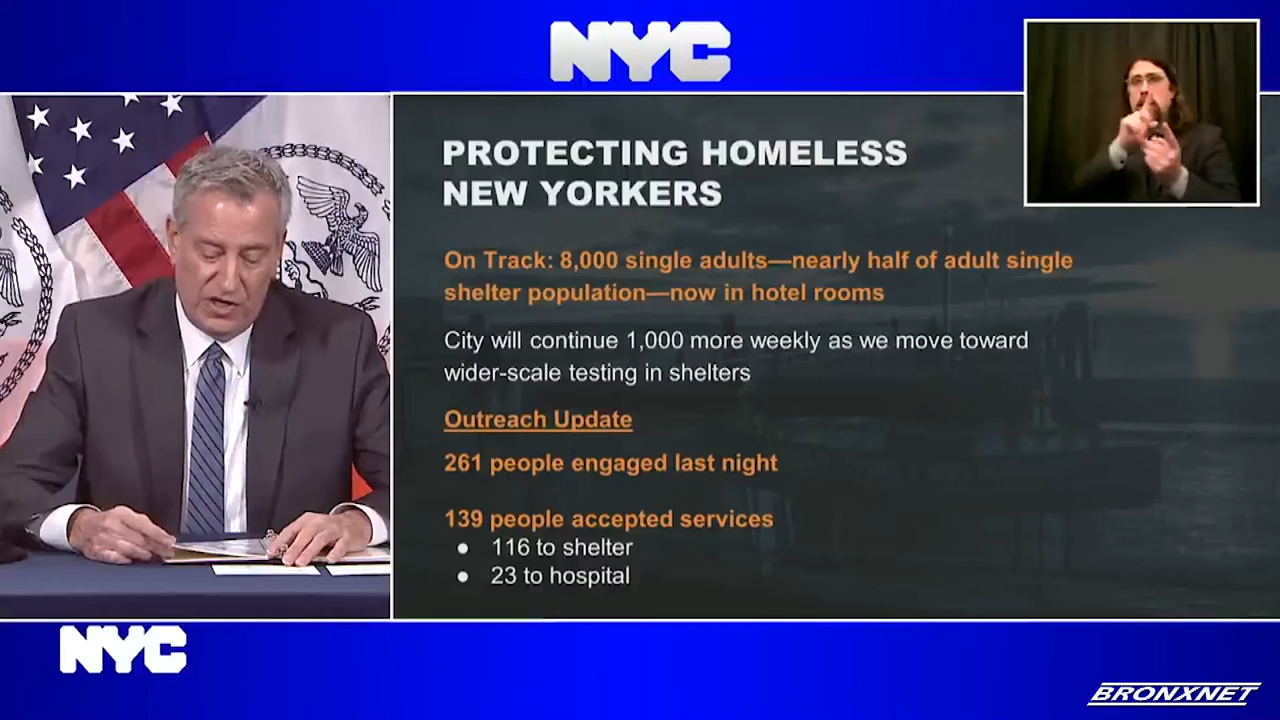 NYC
PROTECTING HOMELESS
NEW YORKERS
On Track: 8,000 single adults—nearly half of adult single
shelter population—now in hotel rooms
City will continue 1,000 more weekly as we move toward
wider-scale testing in shelters
Outreach Update
261 people engaged last night
139 people accepted services
● 116 to shelter
● 23 to hospital
NYC
BRONXNET